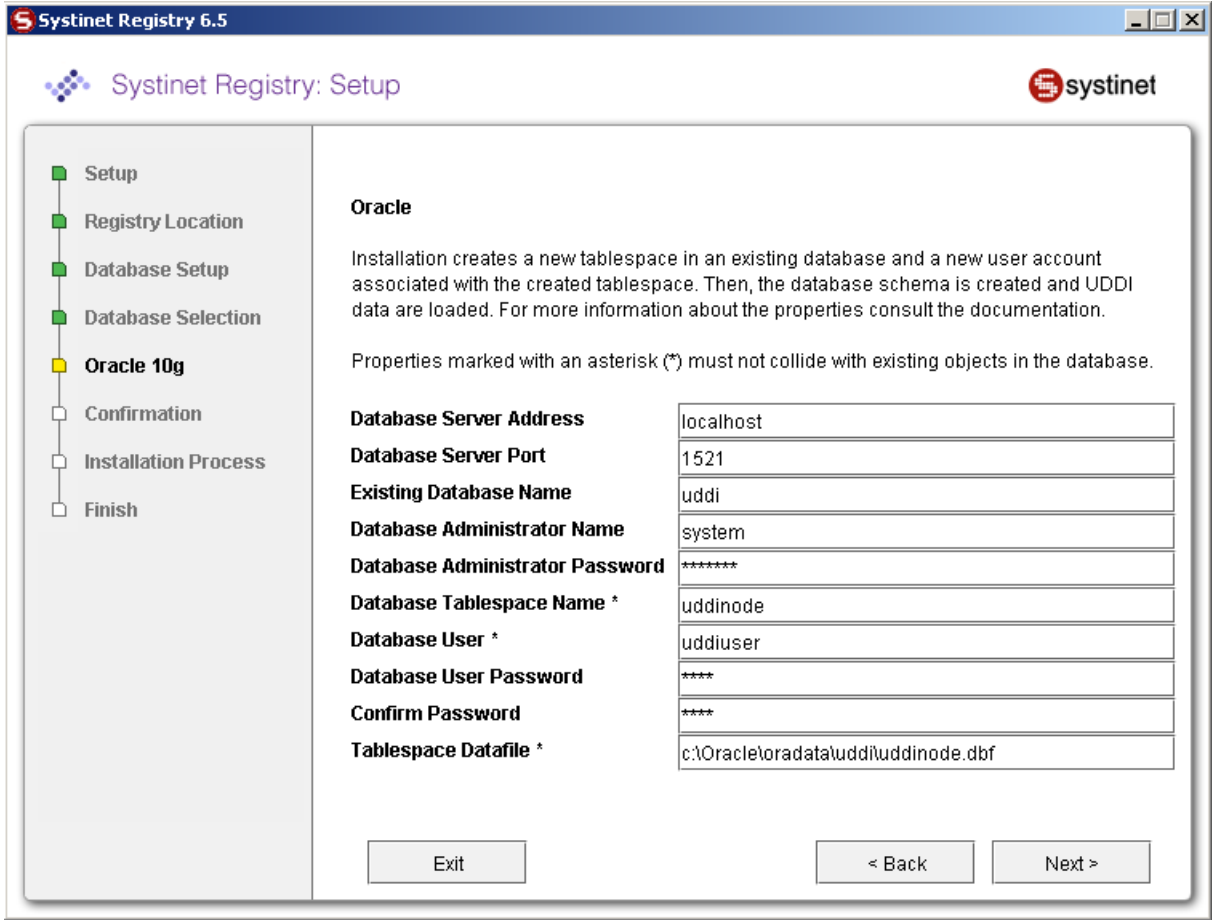 Systinet Registry 6.5
Systinet Registry: Setup
systinet
Setup
Registry Location
Database Setup
Database Selection
Oracle 10g
Confirmation
Installation Process
Finish
Oracle
Installation creates a new tablespace in an existing database and a new user account
associated with the created tablespace. Then, the database schema is created and UDDI
data are loaded. For more information about the properties consult the documentation.
Properties marked with an asterisk (*) must not collide with existing objects in the database.
Database Server Address localhost
Database Server Port 1521
Existing Database Name uddi
Database Administrator Name system
Database Administrator Password *******
Database Tablespace Name * uddinode
Database User * uddiuser
Database User Password ****
Confirm Password ****
Tablespace Datafile * c:\Oracle\oradata\uddi\uddinode.dbf
Exit < Back Next >